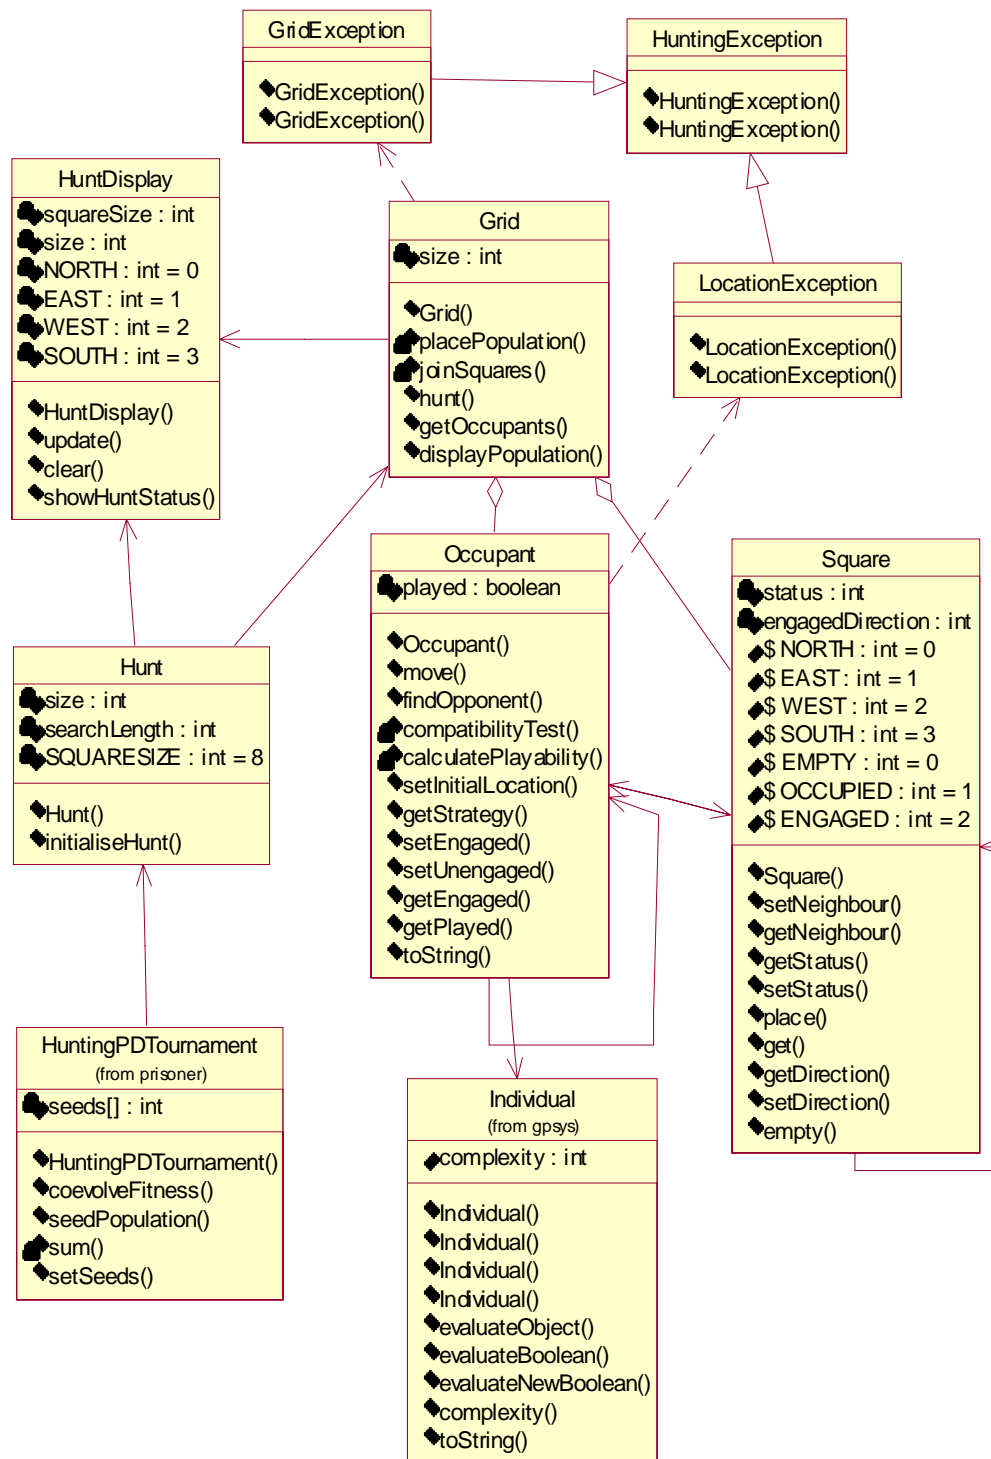 GridException
GridException()
GridException()
HuntingException
HuntingException()
HuntingException()
HuntDisplay
squareSize : int
size : int
NORTH : int = 0
EAST : int = 1
WEST : int = 2
SOUTH : int = 3
HuntDisplay()
update()
clear()
showHuntStatus()
Grid
size : int
Grid()
placePopulation()
joinSquares()
hunt()
getOccupants()
displayPopulation()
LocationException
LocationException()
LocationException()
Occupant
played : boolean
Occupant()
move()
findOpponent()
compatibilityTest()
calculatePlayability()
setInitialLocation()
getStrategy()
setEngaged()
setUnengaged()
getEngaged()
getPlayed()
toString()
Square
status : int
engagedDirection : int
$ NORTH : int = 0
$ EAST : int = 1
$ WEST : int = 2
$ SOUTH : int = 3
$ EMPTY : int = 0
$ OCCUPIED : int = 1
$ ENGAGED : int = 2
Square()
setNeighbour()
getNeighbour()
getStatus()
setStatus()
place()
get()
getDirection()
setDirection()
empty()
Hunt
size : int
searchLength : int
SQUARESIZE : int = 8
Hunt()
initialiseHunt()
HuntingPDTournament
(from prisoner)
seeds[] : int
HuntingPDTournament()
coevolveFitness()
seedPopulation()
sum()
setSeeds()
Individual
(from gpsys)
complexity : int
Individual()
Individual()
Individual()
Individual()
evaluateObject()
evaluateBoolean()
evaluateNewBoolean()
complexity()
toString()